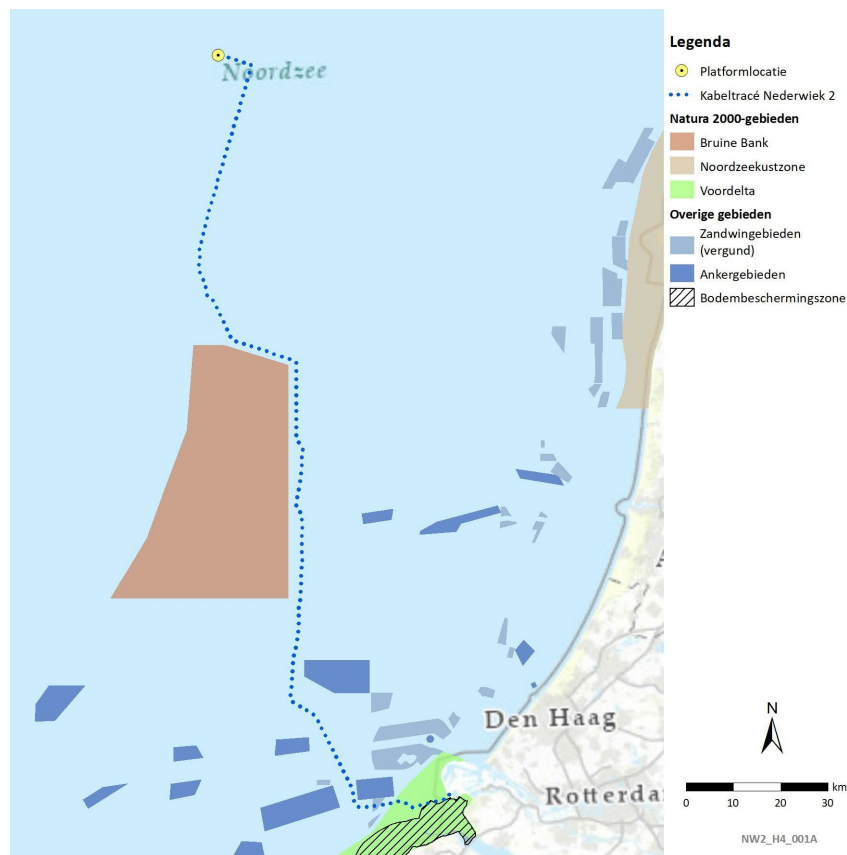 Noordzee
Den Haag
Rotterda
Legenda
Platformlocatie
Kabeltracé Nederwiek 2
Natura 2000-gebieden
Bruine Bank
Noordzeekustzone
Voordelta
Overige gebieden
Zandwingebieden
(vergund)
Ankergebieden
Bodembeschermingszone
N
km
0 10 20 30
NW2_H4_001A